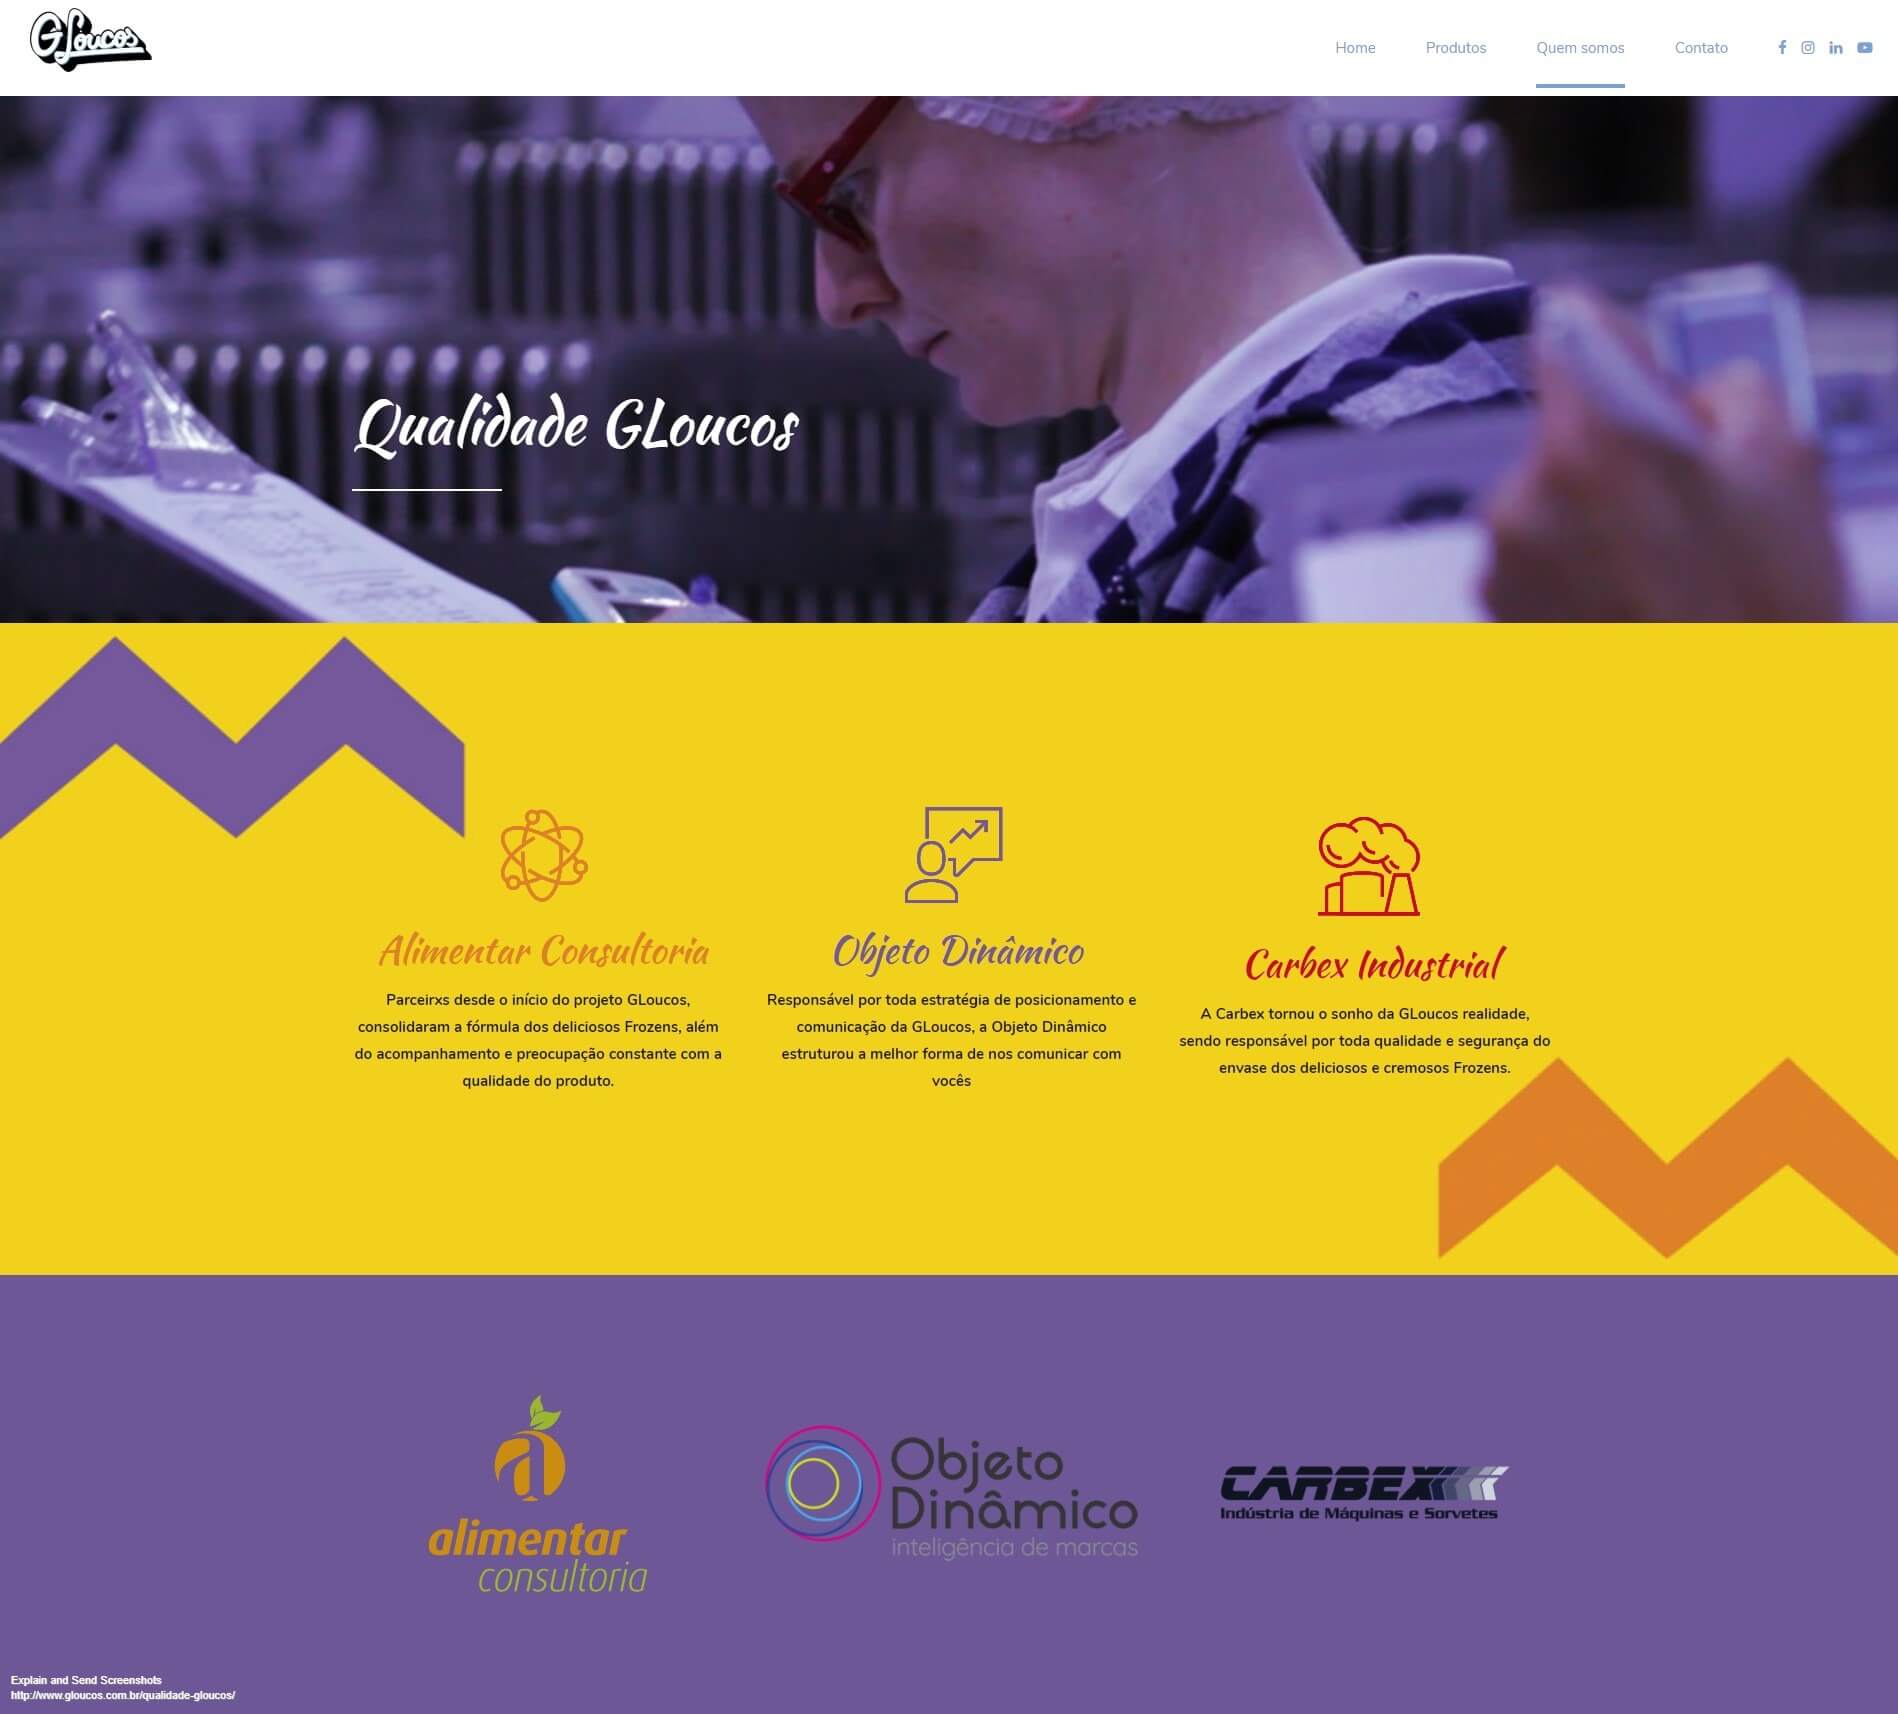 GLoucos
Home Produtos Quem somos Contato
Qualidade GLoucos
Alimentar Consultoria
Parceirxs desde o início do projeto GLoucos,
consolidaram a fórmula dos deliciosos Frozens, além
do acompanhamento e preocupação constante com a
qualidade do produto.
Objeto Dinâmico
Responsável por toda estratégia de posicionamento e
comunicação da GLoucos, a Objeto Dinâmico
estruturou a melhor forma de nos comunicar com
vocês
Carbex Industrial
A Carbex tornou o sonho da GLoucos realidade,
sendo responsável por toda qualidade e segurança do
envase dos deliciosos e cremosos Frozens.
a
alimentar
consultoria
Objeto
Dinâmico
inteligência de marcas
CARBEX
Indústria de Máquinas e Sorvetes
Explain and Send Screenshots
http://www.gloucos.com.br/qualidade-gloucos/